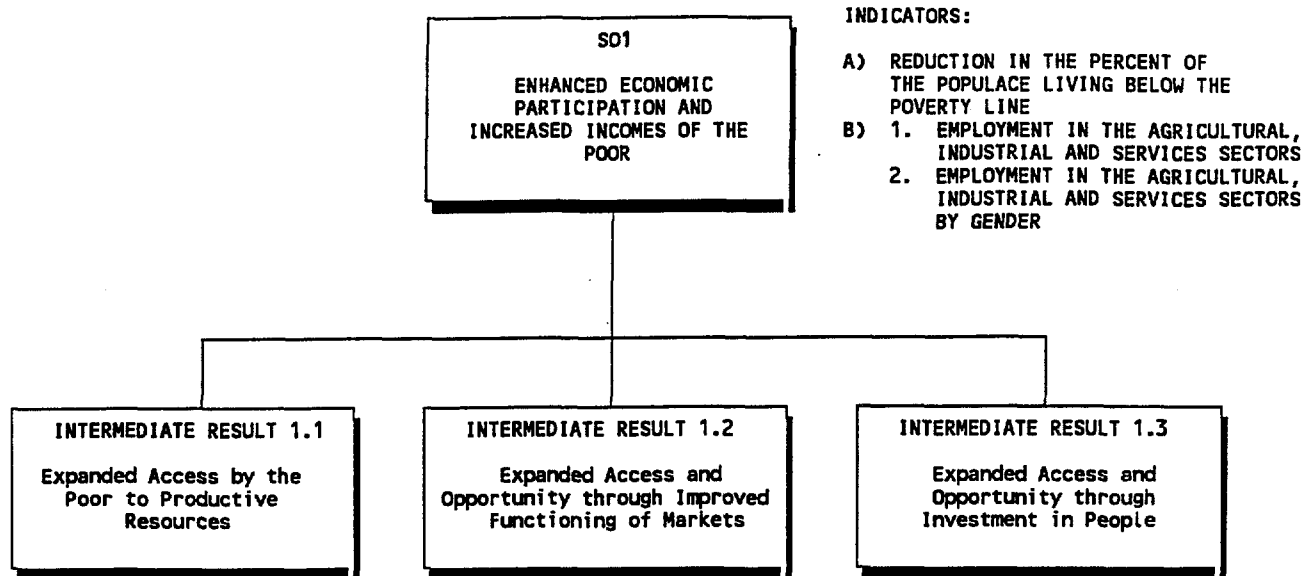 SO1
ENHANCED ECONOMIC
PARTICIPATION AND
INCREASED INCOMES OF THE
POOR
INDICATORS:
A) REDUCTION IN THE PERCENT OF
THE POPULACE LIVING BELOW THE
POVERTY LINE
B) 1. EMPLOYMENT IN THE AGRICULTURAL,
INDUSTRIAL AND SERVICES SECTORS
2. EMPLOYMENT IN THE AGRICULTURAL,
INDUSTRIAL AND SERVICES SECTORS
BY GENDER
INTERMEDIATE RESULT 1.1
Expanded Access by the
Poor to Productive
Resources
INTERMEDIATE RESULT 1.2
Expanded Access and
Opportunity through Improved
Functioning of Markets
INTERMEDIATE RESULT 1.3
Expanded Access and
Opportunity through
Investment in People